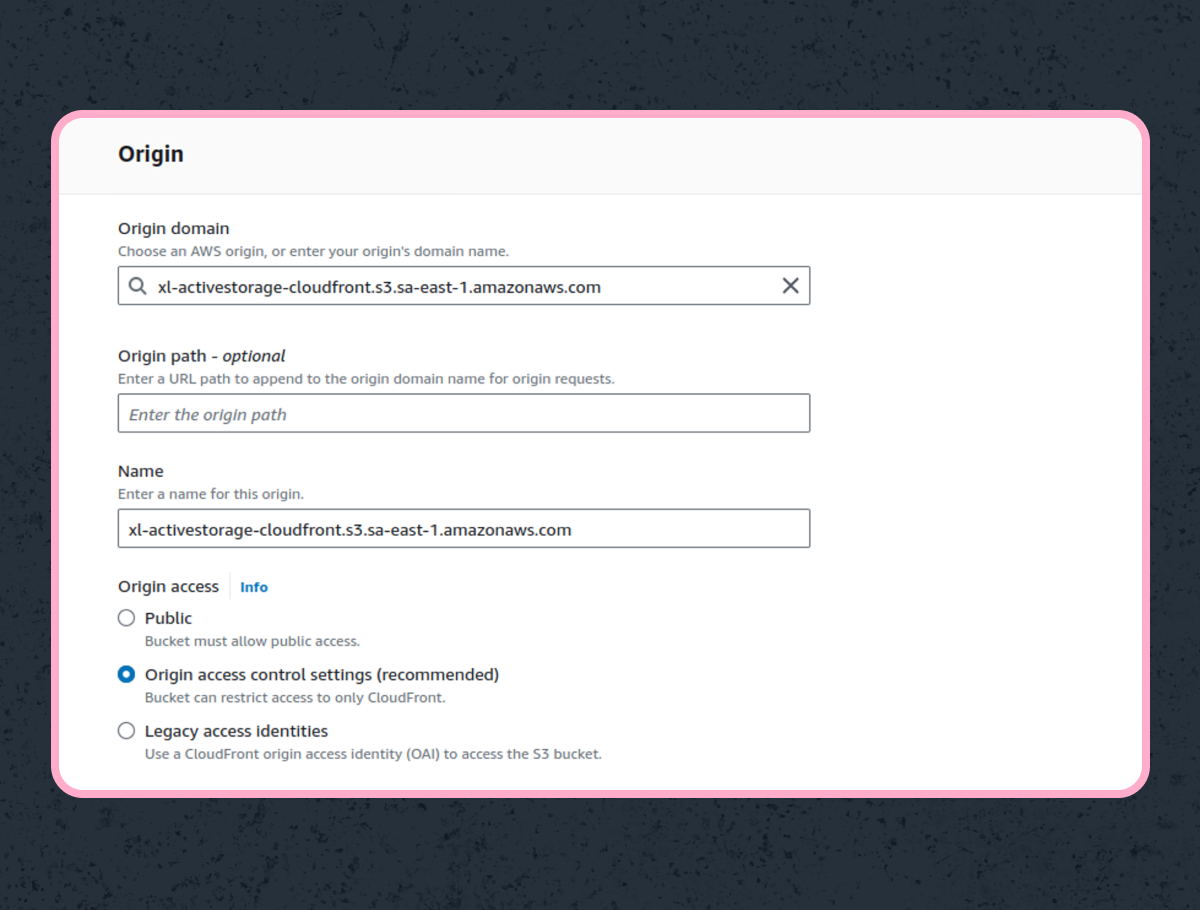 Origin
Origin domain
Choose an AWS origin, or enter your origin's domain name.
xl-activestorage-cloudfront.s3.sa-east-1.amazonaws.com
Origin path - optional
Enter a URL path to append to the origin domain name for origin requests.
Enter the origin path
Name
Enter a name for this origin.
xl-activestorage-cloudfront.s3.sa-east-1.amazonaws.com
Origin access Info
Public
Bucket must allow public access.
Origin access control settings (recommended)
Bucket can restrict access to only CloudFront.
Legacy access identities
Use a CloudFront origin access identity (OAI) to access the S3 bucket.